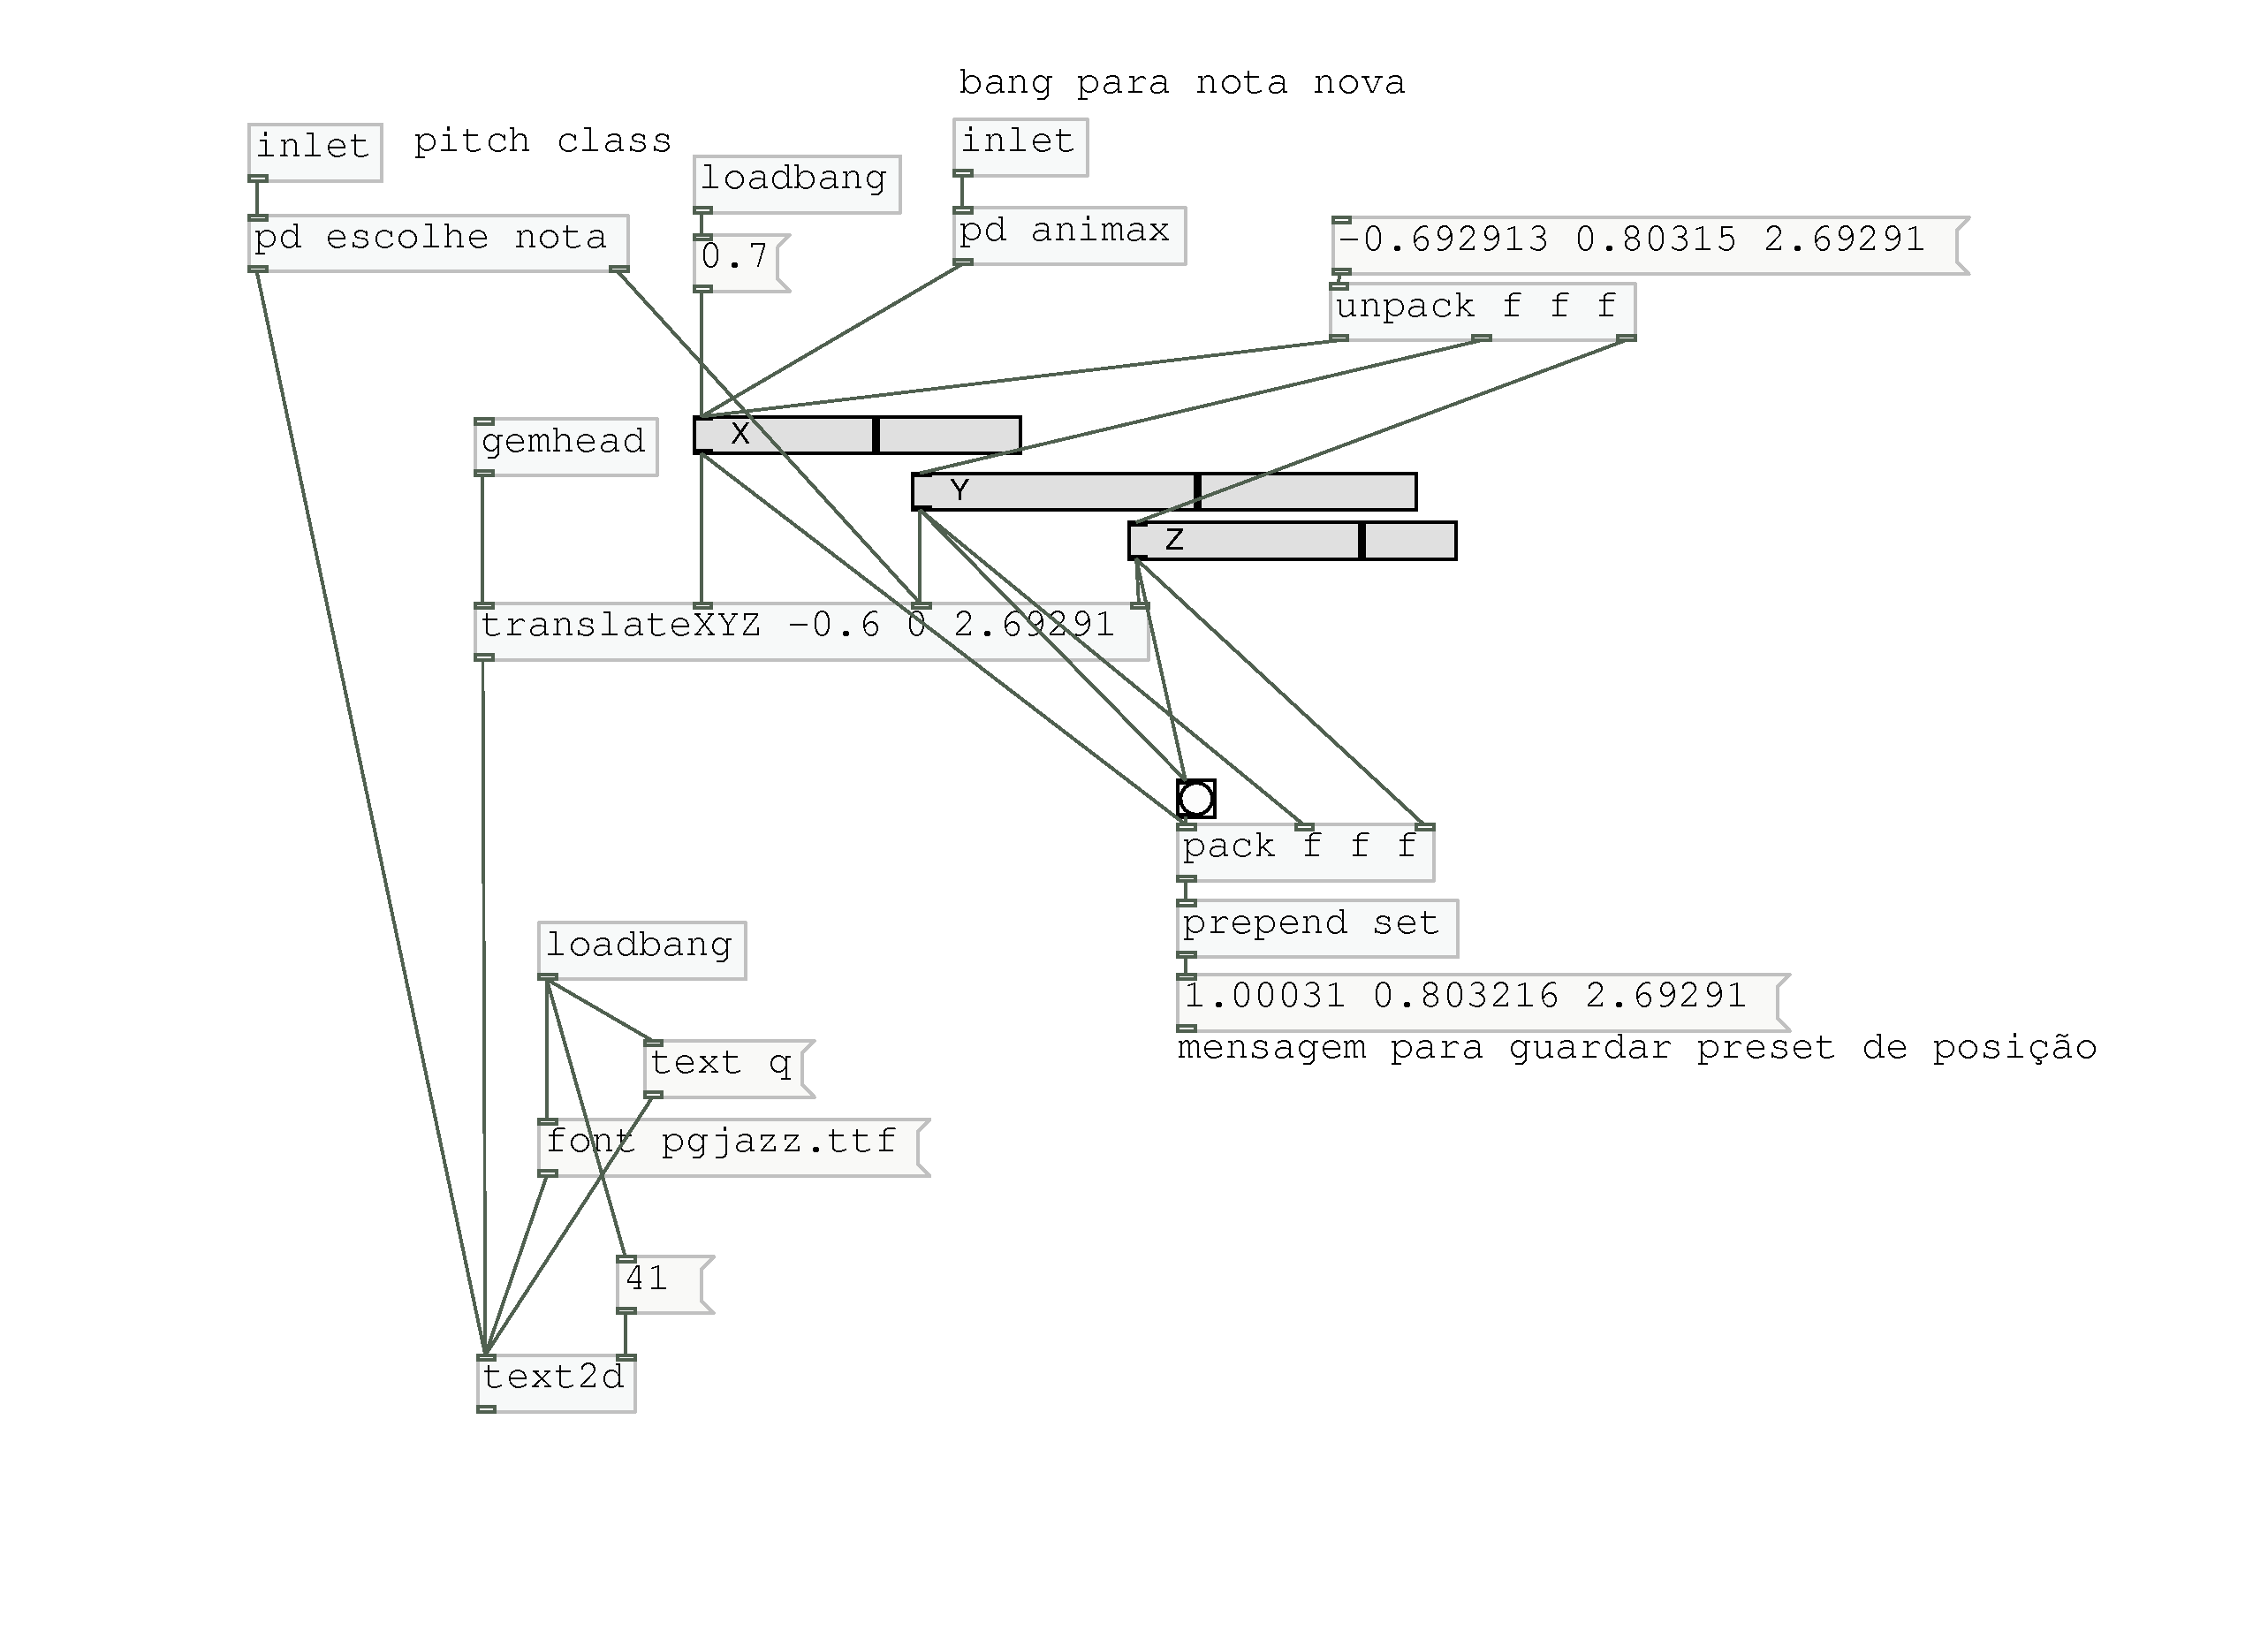 bang para nota nova
inlet
pitch class
inlet
loadbang
pd escolhe nota
pd animax
-0.692913 0.80315 2.69291
0.7
unpack f f f
X
gemhead
Y
Z
translateXYZ -0.6 0 2.69291
pack f f f
prepend set
loadbang
1.00031 0.803216 2.69291
mensagem para guardar preset de posição
text q
font pgjazz.ttf
41
text2d